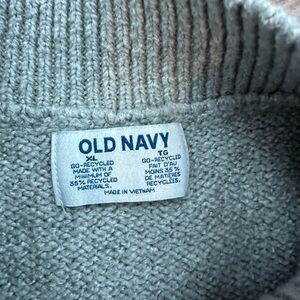 OLD NAVY
XL
GO-RECYCLED
MADE WITH A
MINIMUM OF
35% RECYCLED
MATERIALS.
TG
GO-RECYCLED
FAIT D'AU
MOINS 35 %
DE MATIÈRES
RECYCLÉES.
MADE IN VIETNAM